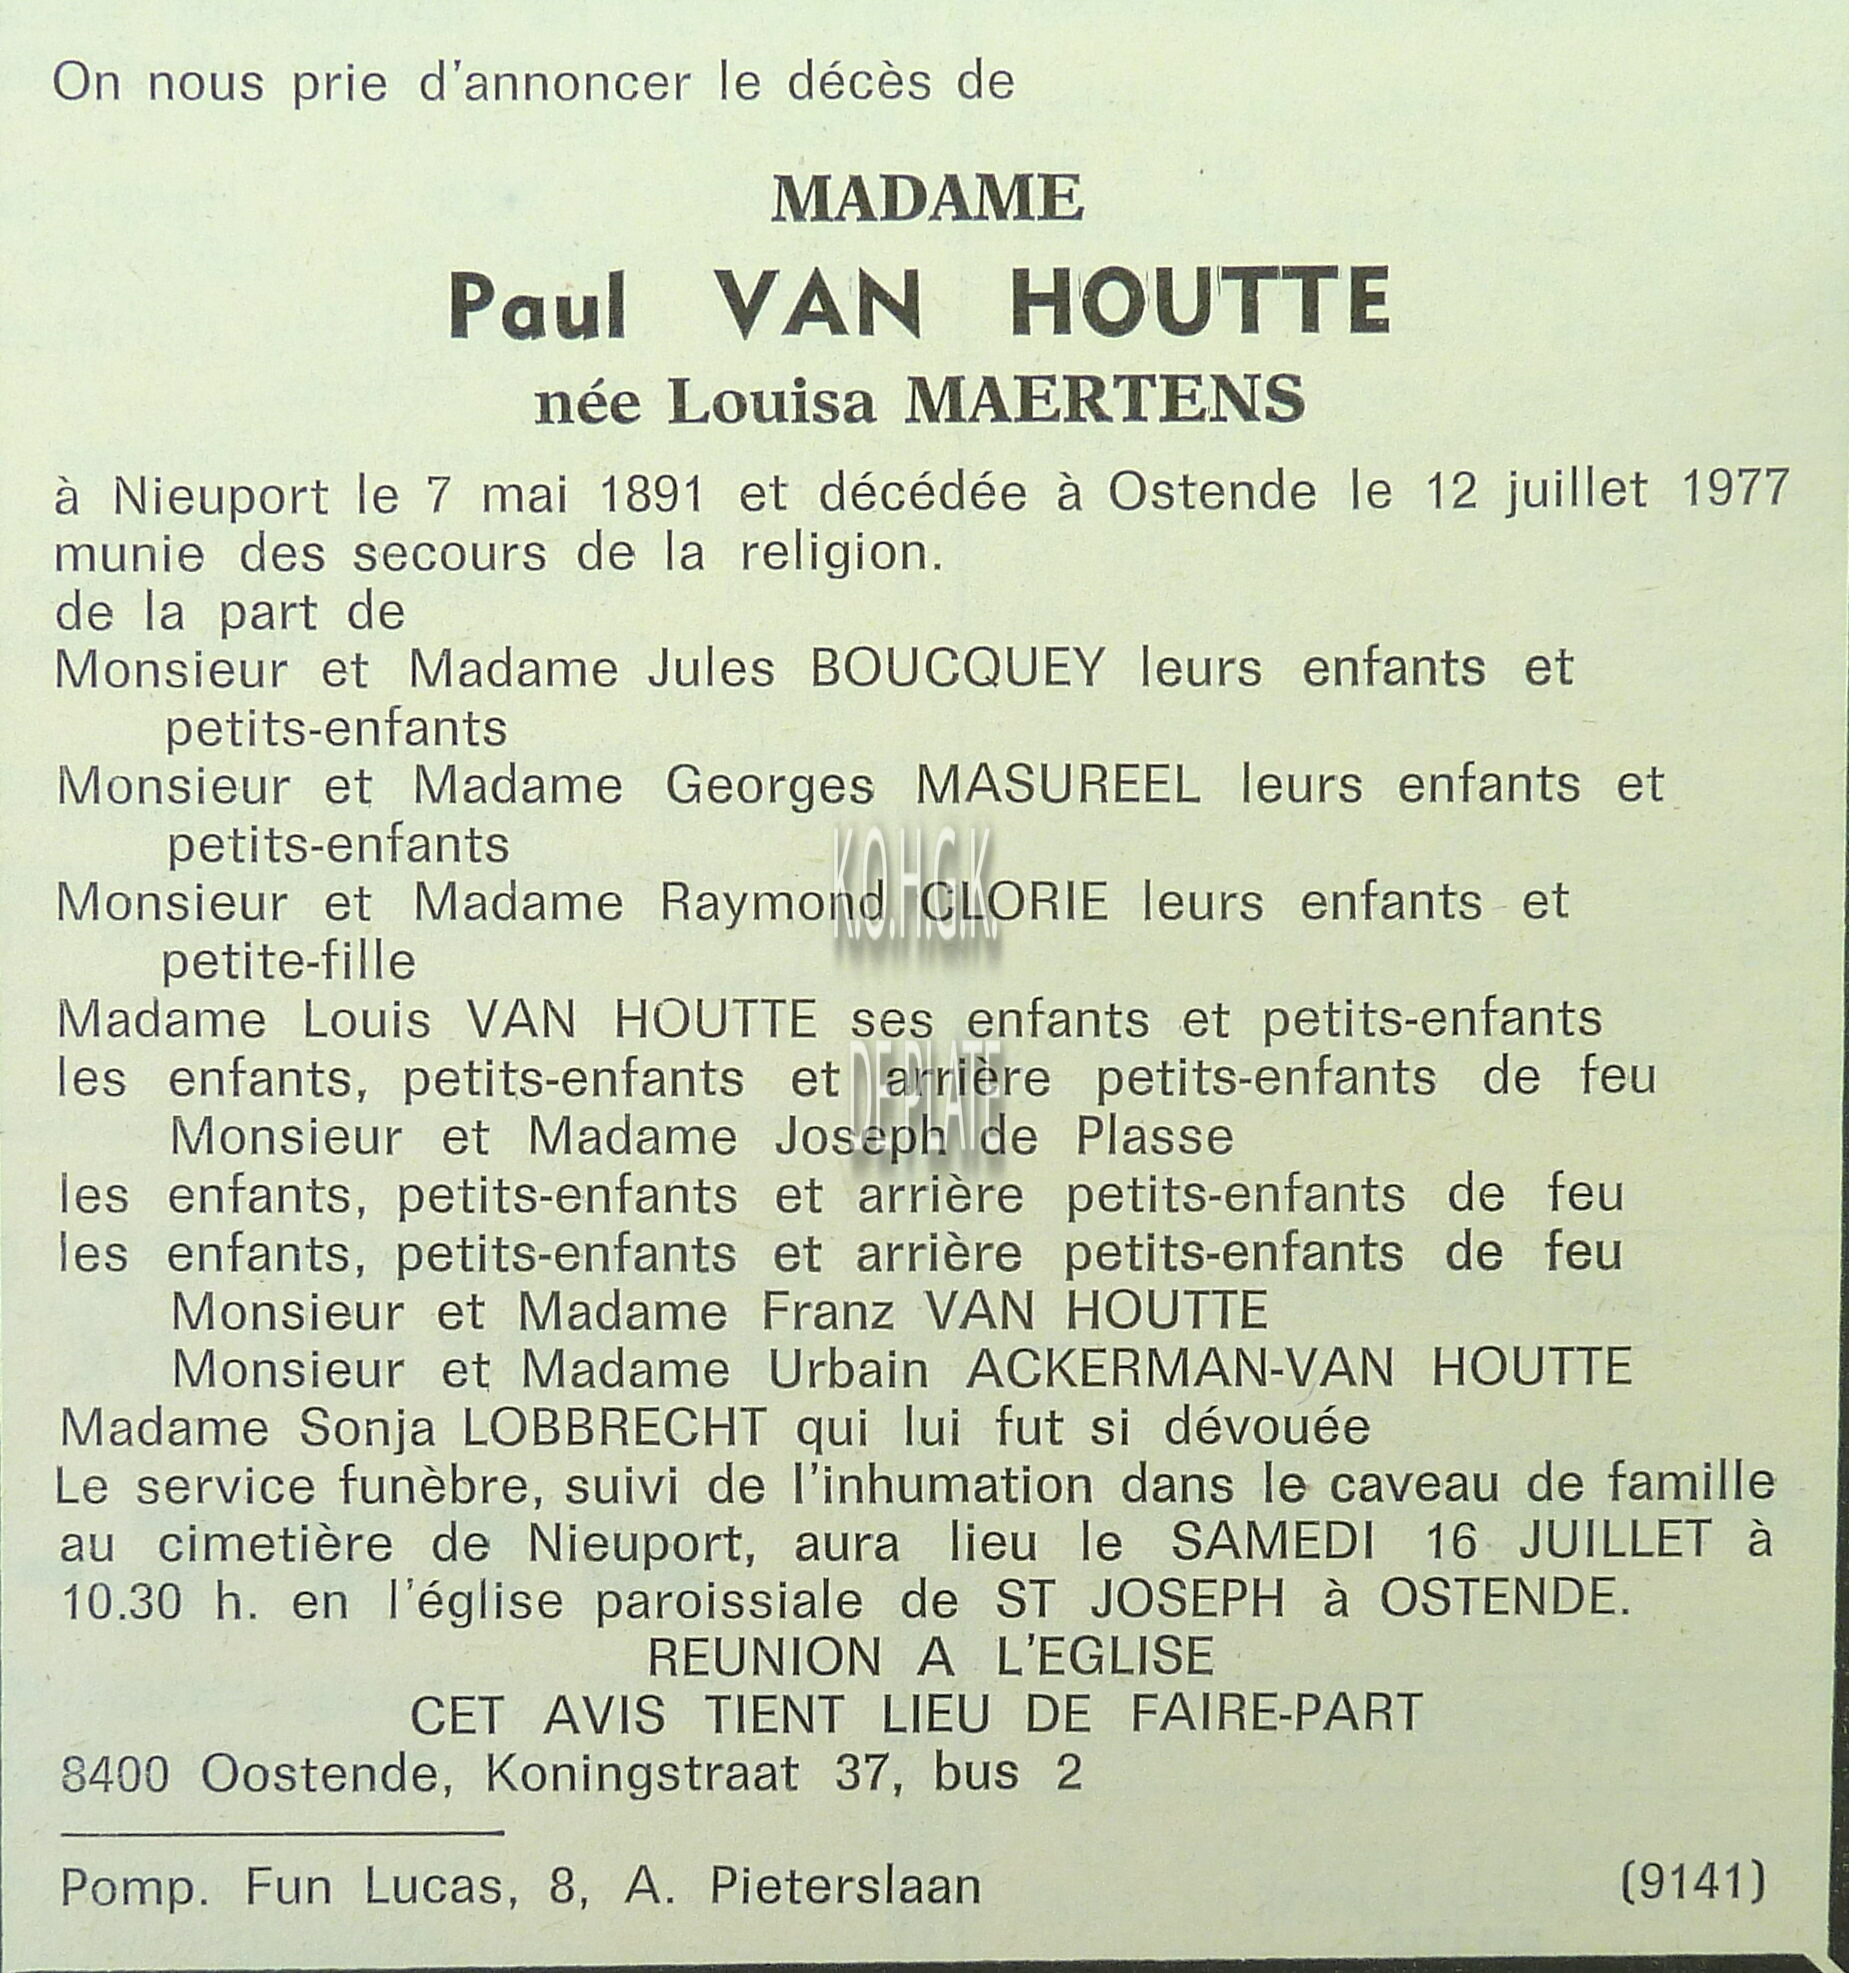 On nous prie d'annoncer le décès de
MADAME
Paul VAN HOUTTE
née Louisa MAERTENS
à Nieuport le 7 mai 1891 et décédée à Ostende le 12 juillet 1977
munie des secours de la religion.
de la part de
Monsieur et Madame Jules BOUCQUEY leurs enfants et
petits-enfants
Monsieur et Madame Georges MASUREEL leurs enfants et
petits-enfants
Monsieur et Madame Raymond CLORIE leurs enfants et
petite-fille
Madame Louis VAN HOUTTE ses enfants et petits-enfants
les enfants, petits-enfants et arrière petits-enfants de feu
Monsieur et Madame Joseph de Plasse
les enfants, petits-enfants et arrière petits-enfants de feu
les enfants, petits-enfants et arrière petits-enfants de feu
Monsieur et Madame Franz VAN HOUTTE
Monsieur et Madame Urbain ACKERMAN-VAN HOUTTE
Madame Sonja LOBBRECHT qui lui fut si dévouée
Le service funèbre, suivi de l'inhumation dans le caveau de famille
au cimetière de Nieuport, aura lieu le SAMEDI 16 JUILLET à
10.30 h. en l'église paroissiale de ST JOSEPH à OSTENDE.
REUNION A L'EGLISE
CET AVIS TIENT LIEU DE FAIRE-PART
8400 Oostende, Koningstraat 37, bus 2
Pomp. Fun Lucas, 8, A. Pieterslaan (9141)
K.O.H.G.K.
DE PLATE